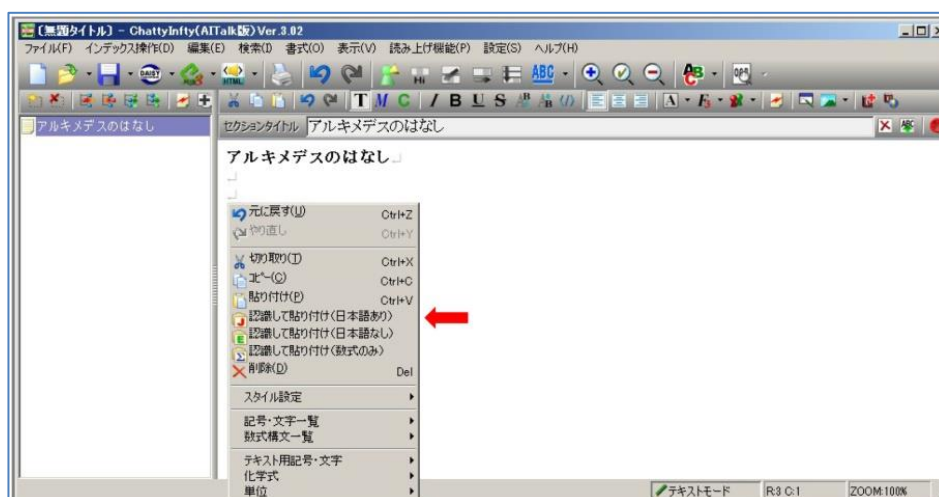 〔無題タイトル〕 - ChattyInfty(AITalk版) Ver.3.02
ファイル(F) インデックス操作(D) 編集(E) 検索(I) 書式(O) 表示(V) 読み上げ機能(P) 設定(S) ヘルプ(H)
DAISY HTML Hi ABC
T M C I B U S
アルキメデスのはなし
セクションタイトル アルキメデスのはなし
アルキメデスのはなし
元に戻す(U) Ctrl+Z
やり直し Ctrl+Y
切り取り(T) Ctrl+X
コピー(C) Ctrl+C
貼り付け(P) Ctrl+V
認識して貼り付け(日本語あり)
認識して貼り付け(日本語なし)
認識して貼り付け(数式のみ)
削除(D) Del
スタイル設定
記号・文字一覧
数式構文一覧
テキスト用記号・文字
化学式
単位
テキストモード R:3 C:1 ZOOM:100%